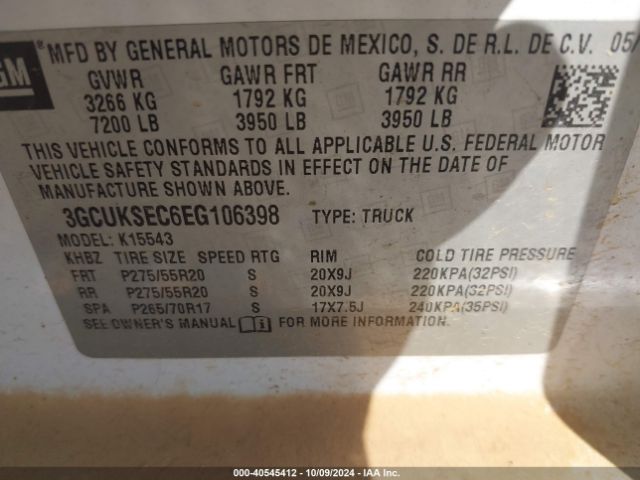 GM
® MFD BY GENERAL MOTORS DE MEXICO, S. DE R.L. DE C.V. 05/
GVWR GAWR FRT GAWR RR
3266 KG 1792 KG 1792 KG
7200 LB 3950 LB 3950 LB
THIS VEHICLE CONFORMS TO ALL APPLICABLE U.S. FEDERAL MOTOR
VEHICLE SAFETY STANDARDS IN EFFECT ON THE DATE OF
MANUFACTURE SHOWN ABOVE.
3GCUKSEC6EG106398 TYPE: TRUCK
MODEL: K15543
KHBZ TIRE SIZE SPEED RTG RIM COLD TIRE PRESSURE
FRT P275/55R20 S 20X9J 220KPA(32PSI)
RR P275/55R20 S 20X9J 220KPA(32PSI)
SPA P265/70R17 S 17X7.5J 240KPA(35PSI)
SEE OWNER'S MANUAL FOR MORE INFORMATION.
000-40545412 - 10/09/2024 - IAA Inc.